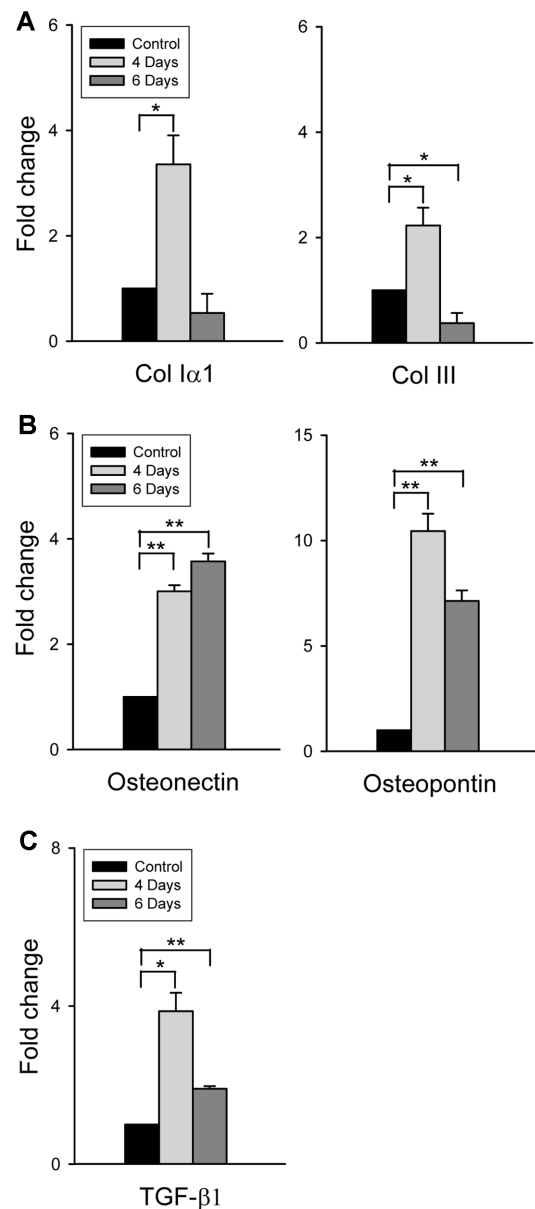 A
6
4
2
0
Fold change
Control
4 Days
6 Days
*
Col Iα1
6
4
2
0
*
*
Col III
B
6
4
2
0
Fold change
Control
4 Days
6 Days
**
**
Osteonectin
15
10
5
0
**
**
Osteopontin
C
8
4
0
Fold change
Control
4 Days
6 Days
**
*
TGF-β1